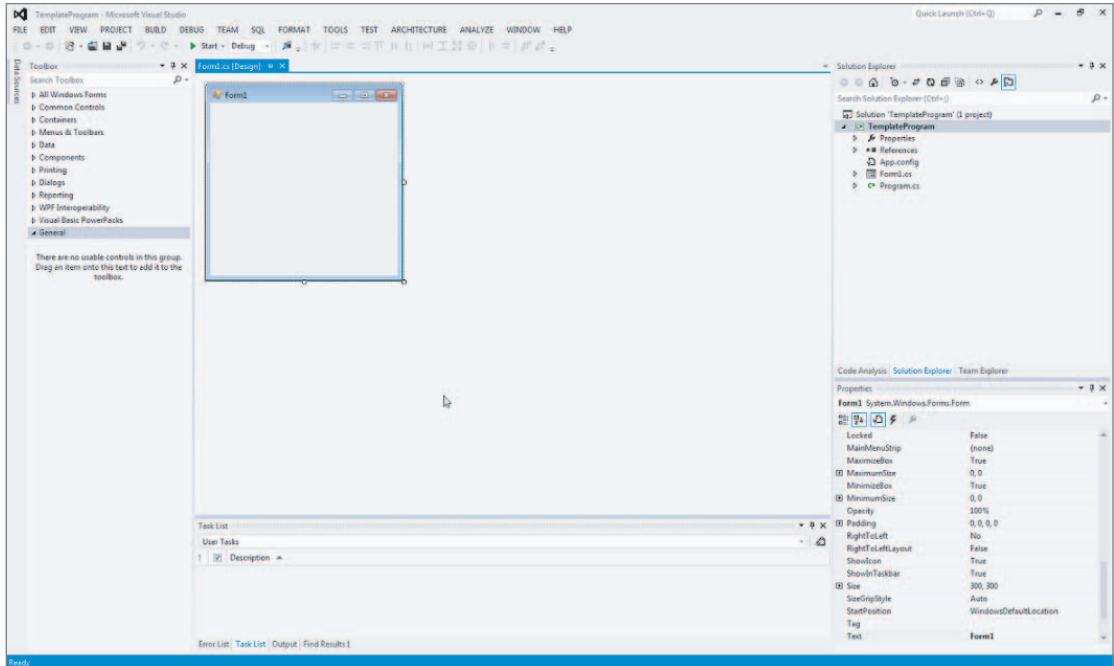 TemplateProgram - Microsoft Visual Studio
Quick Launch (Ctrl+Q)
FILE EDIT VIEW PROJECT BUILD DEBUG TEAM SQL FORMAT TOOLS TEST ARCHITECTURE ANALYZE WINDOW HELP
Start Debug
Data Sources
Toolbox
Search Toolbox
All Windows Forms
Common Controls
Containers
Menus & Toolbars
Data
Components
Printing
Dialogs
Reporting
WPF Interoperability
Visual Basic PowerPacks
General
There are no usable controls in this group.
Drag an item onto this text to add it to the
toolbox.
Form1.cs [Design]
Form1
Task List
User Tasks
! Description
Error List Task List Output Find Results 1
Solution Explorer
Search Solution Explorer (Ctrl+;)
Solution 'TemplateProgram' (1 project)
C# TemplateProgram
Properties
References
App.config
Form1.cs
C# Program.cs
Code Analysis Solution Explorer Team Explorer
Properties
Form1 System.Windows.Forms.Form
Locked False
MainMenuStrip (none)
MaximizeBox True
MaximumSize 0, 0
MinimizeBox True
MinimumSize 0, 0
Opacity 100%
Padding 0, 0, 0, 0
RightToLeft No
RightToLeftLayout False
ShowIcon True
ShowInTaskbar True
Size 300, 300
SizeGripStyle Auto
StartPosition WindowsDefaultLocation
Tag
Text Form1
Ready